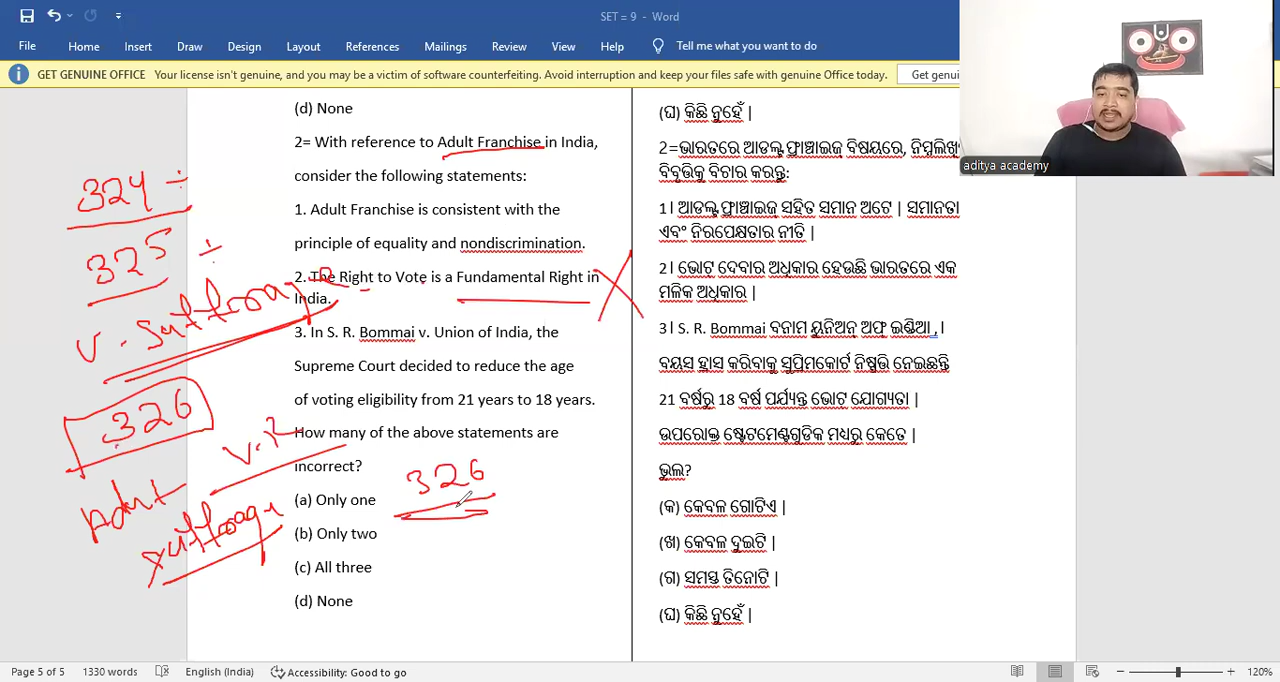 SET = 9 - Word
File Home Insert Draw Design Layout References Mailings Review View Help Tell me what you want to do
GET GENUINE OFFICE Your license isn't genuine, and you may be a victim of software counterfeiting. Avoid interruption and keep your files safe with genuine Office today. Get genui
aditya academy
(d) None
2= With reference to Adult Franchise in India,
consider the following statements:
1. Adult Franchise is consistent with the
principle of equality and nondiscrimination.
2. The Right to Vote is a Fundamental Right in
India.
3. In S. R. Bommai v. Union of India, the
Supreme Court decided to reduce the age
of voting eligibility from 21 years to 18 years.
How many of the above statements are
incorrect?
(a) Only one
(b) Only two
(c) All three
(d) None
324 ÷
325 ÷
326
326
(ଘ) କିଛି ନୁହେଁ |
2=ଭାରତରେ ଆଡଲ୍ଟ ଫ୍ରାଞ୍ଚାଇଜ୍ ବିଷୟରେ, ନିମ୍ନଲିଖି
ବିବୃତ୍ତିକୁ ବିଚାର କରନ୍ତୁ:
1। ଆଡଲ୍ଟ ଫ୍ରାଞ୍ଚାଇଜ୍ ସହିତ ସମାନ ଅଟେ | ସମାନତା
ଏବଂ ନିରପେକ୍ଷତାର ନୀତି |
2। ଭୋଟ୍ ଦେବାର ଅଧିକାର ହେଉଛି ଭାରତରେ ଏକ
ମଳିକ ଅଧିକାର |
3। S. R. Bommai ବନାମ ୟୁନିଅନ୍ ଅଫ୍ ଇଣ୍ଡିଆ ,।
ବୟସ ହ୍ରାସ କରିବାକୁ ସୁପ୍ରିମକୋର୍ଟ ନିଷ୍ପତ୍ତି ନେଇଛନ୍ତି
21 ବର୍ଷରୁ 18 ବର୍ଷ ପର୍ଯ୍ୟନ୍ତ ଭୋଟ୍ ଯୋଗ୍ୟତା |
ଉପରୋକ୍ତ ଷ୍ଟେଟମେଣ୍ଟଗୁଡିକ ମଧ୍ୟରୁ କେତେ |
ଭୁଲ?
(କ) କେବଳ ଗୋଟିଏ |
(ଖ) କେବଳ ଦୁଇଟି |
(ଗ) ସମସ୍ତ ତିନୋଟି |
(ଘ) କିଛି ନୁହେଁ |
Page 5 of 5 1330 words English (India) Accessibility: Good to go 120%